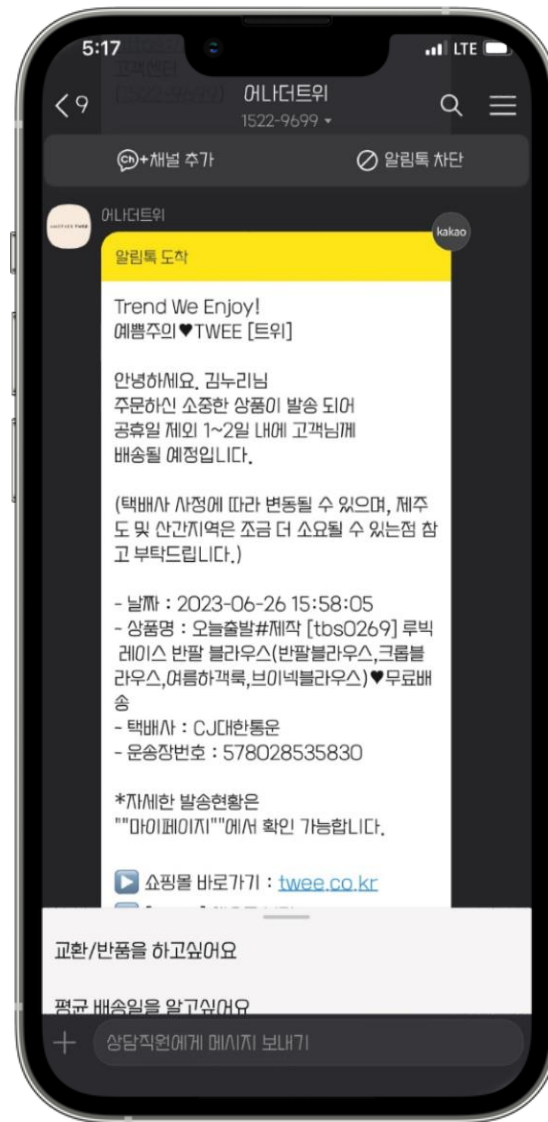 5:17
LTE
고객센터
[1522-9699]
9
어나더트위
1522-9699
Ch+채널 추가
알림톡 차단
ANOTHER TWEE
어나더트위
kakao
알림톡 도착
Trend We Enjoy!
예쁨주의♥TWEE [트위]
안녕하세요, 김누리님
주문하신 소중한 상품이 발송 되어
공휴일 제외 1~2일 내에 고객님께
배송될 예정입니다.
(택배사 사정에 따라 변동될 수 있으며, 제주
도 및 산간지역은 조금 더 소요될 수 있는점 참
고 부탁드립니다.)
- 날짜 : 2023-06-26 15:58:05
- 상품명 : 오늘출발#제작 [tbs0269] 루빅
레이스 반팔 블라우스(반팔블라우스,크롭블
라우스,여름하객룩,브이넥블라우스)♥무료배
송
- 택배사 : CJ대한통운
- 운송장번호 : 578028535830
*자세한 발송현황은
""마이페이지""에서 확인 가능합니다.
▶ 쇼핑몰 바로가기 : twee.co.kr
교환/반품을 하고싶어요
평균 배송일을 알고싶어요
상담직원에게 메시지 보내기